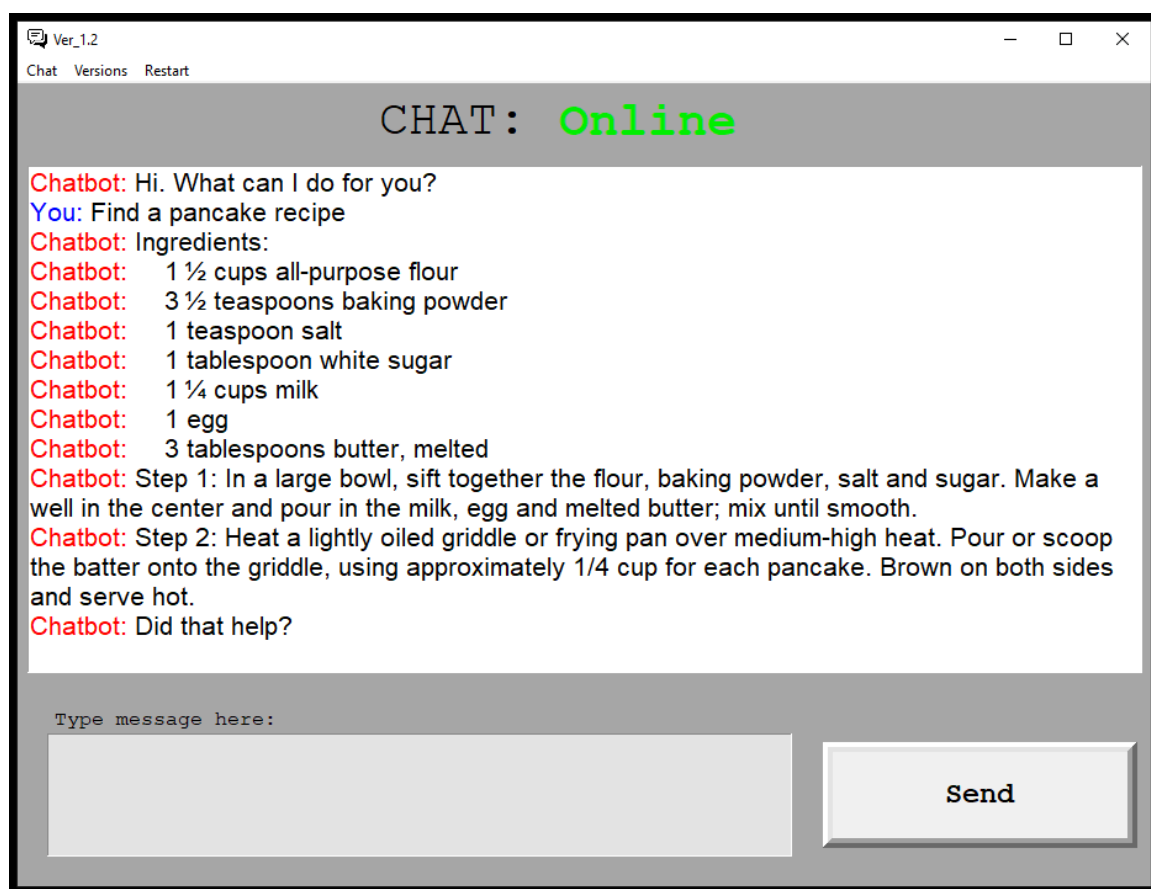 Ver_1.2
Chat Versions Restart
CHAT: Online
Chatbot: Hi. What can I do for you?
You: Find a pancake recipe
Chatbot: Ingredients:
Chatbot: 1 ½ cups all-purpose flour
Chatbot: 3 ½ teaspoons baking powder
Chatbot: 1 teaspoon salt
Chatbot: 1 tablespoon white sugar
Chatbot: 1 ¼ cups milk
Chatbot: 1 egg
Chatbot: 3 tablespoons butter, melted
Chatbot: Step 1: In a large bowl, sift together the flour, baking powder, salt and sugar. Make a
well in the center and pour in the milk, egg and melted butter; mix until smooth.
Chatbot: Step 2: Heat a lightly oiled griddle or frying pan over medium-high heat. Pour or scoop
the batter onto the griddle, using approximately 1/4 cup for each pancake. Brown on both sides
and serve hot.
Chatbot: Did that help?
Type message here:
Send